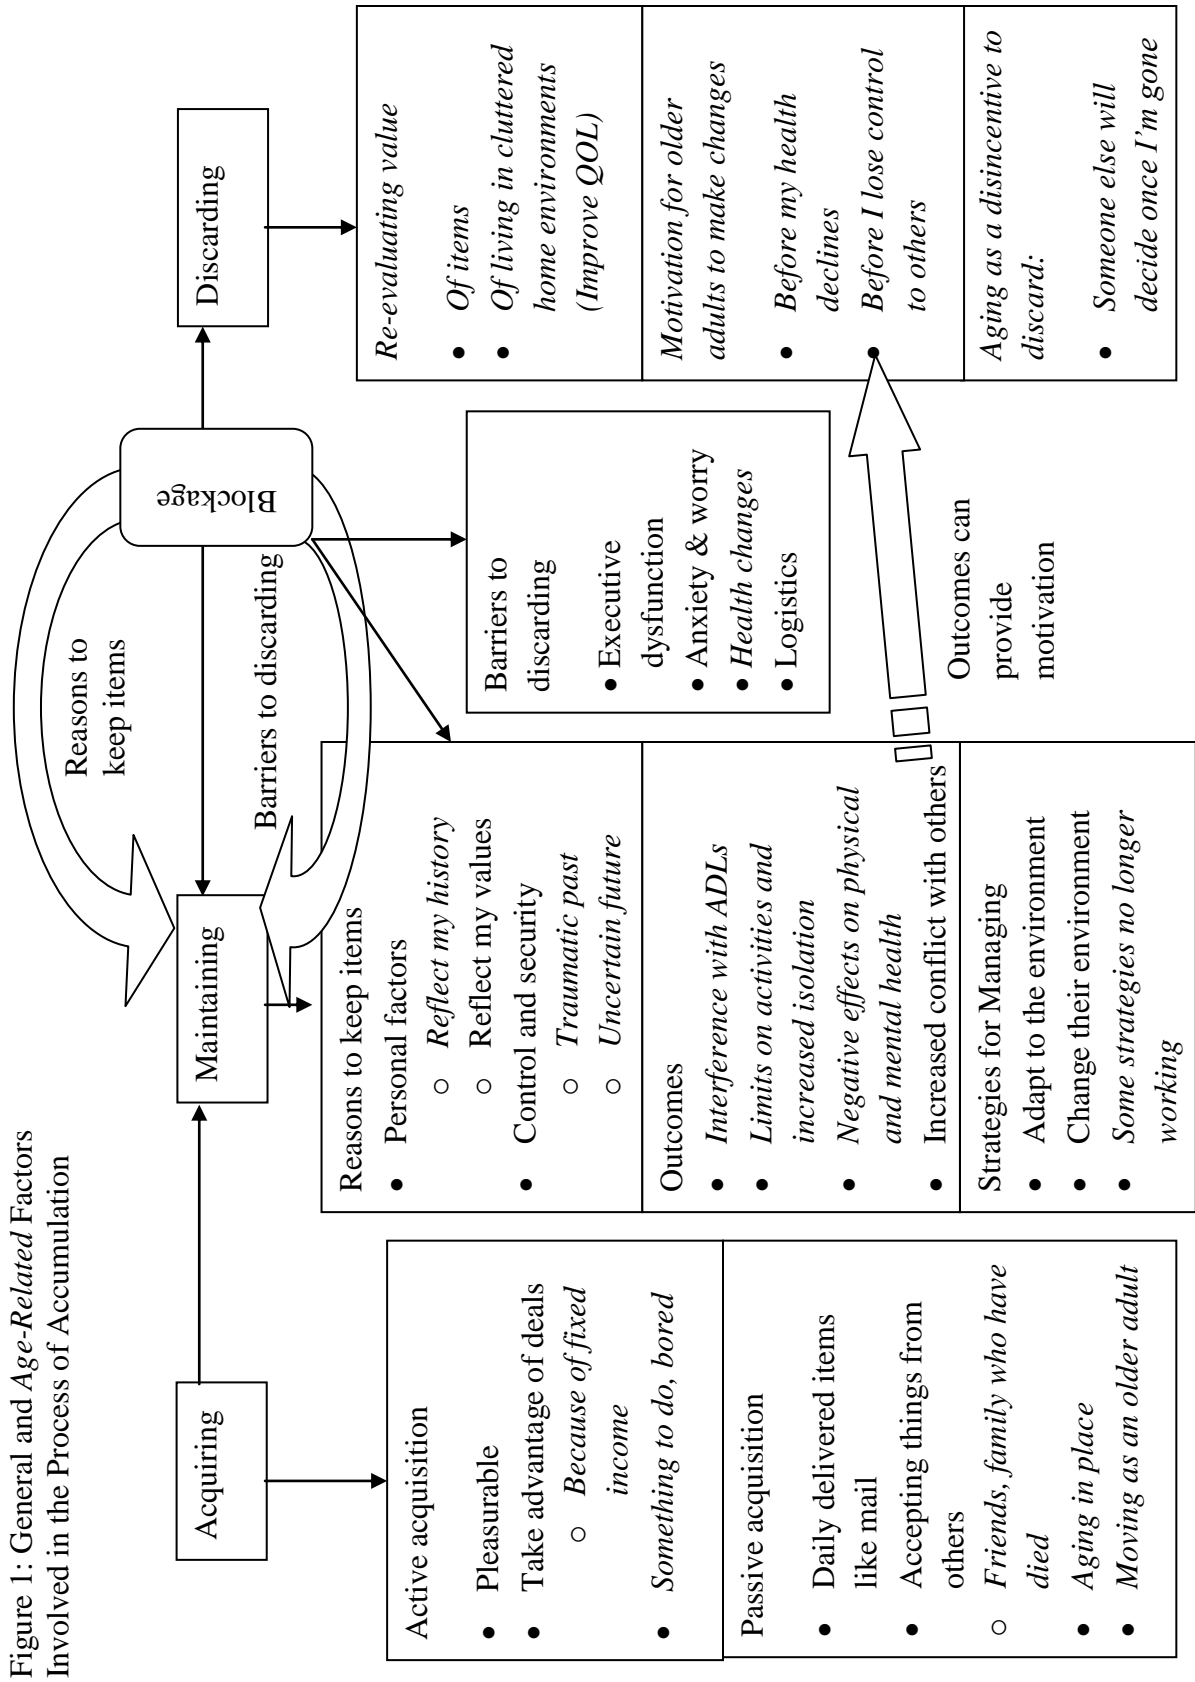 Figure 1: General and Age-Related Factors
Involved in the Process of Accumulation
Acquiring
Maintaining
Blockage
Discarding
Reasons to
keep items
Barriers to discarding
Active acquisition
● Pleasurable
● Take advantage of deals
○ Because of fixed
income
● Something to do, bored
Passive acquisition
● Daily delivered items
like mail
● Accepting things from
others
○ Friends, family who have
died
● Aging in place
● Moving as an older adult
Reasons to keep items
● Personal factors
○ Reflect my history
○ Reflect my values
● Control and security
○ Traumatic past
○ Uncertain future
Outcomes
● Interference with ADLs
● Limits on activities and
increased isolation
● Negative effects on physical
and mental health
● Increased conflict with others
Strategies for Managing
● Adapt to the environment
● Change their environment
● Some strategies no longer
working
Barriers to
discarding
● Executive
dysfunction
● Anxiety & worry
● Health changes
● Logistics
Outcomes can
provide
motivation
Re-evaluating value
● Of items
● Of living in cluttered
home environments
(Improve QOL)
Motivation for older
adults to make changes
● Before my health
declines
● Before I lose control
to others
Aging as a disincentive to
discard:
● Someone else will
decide once I'm gone